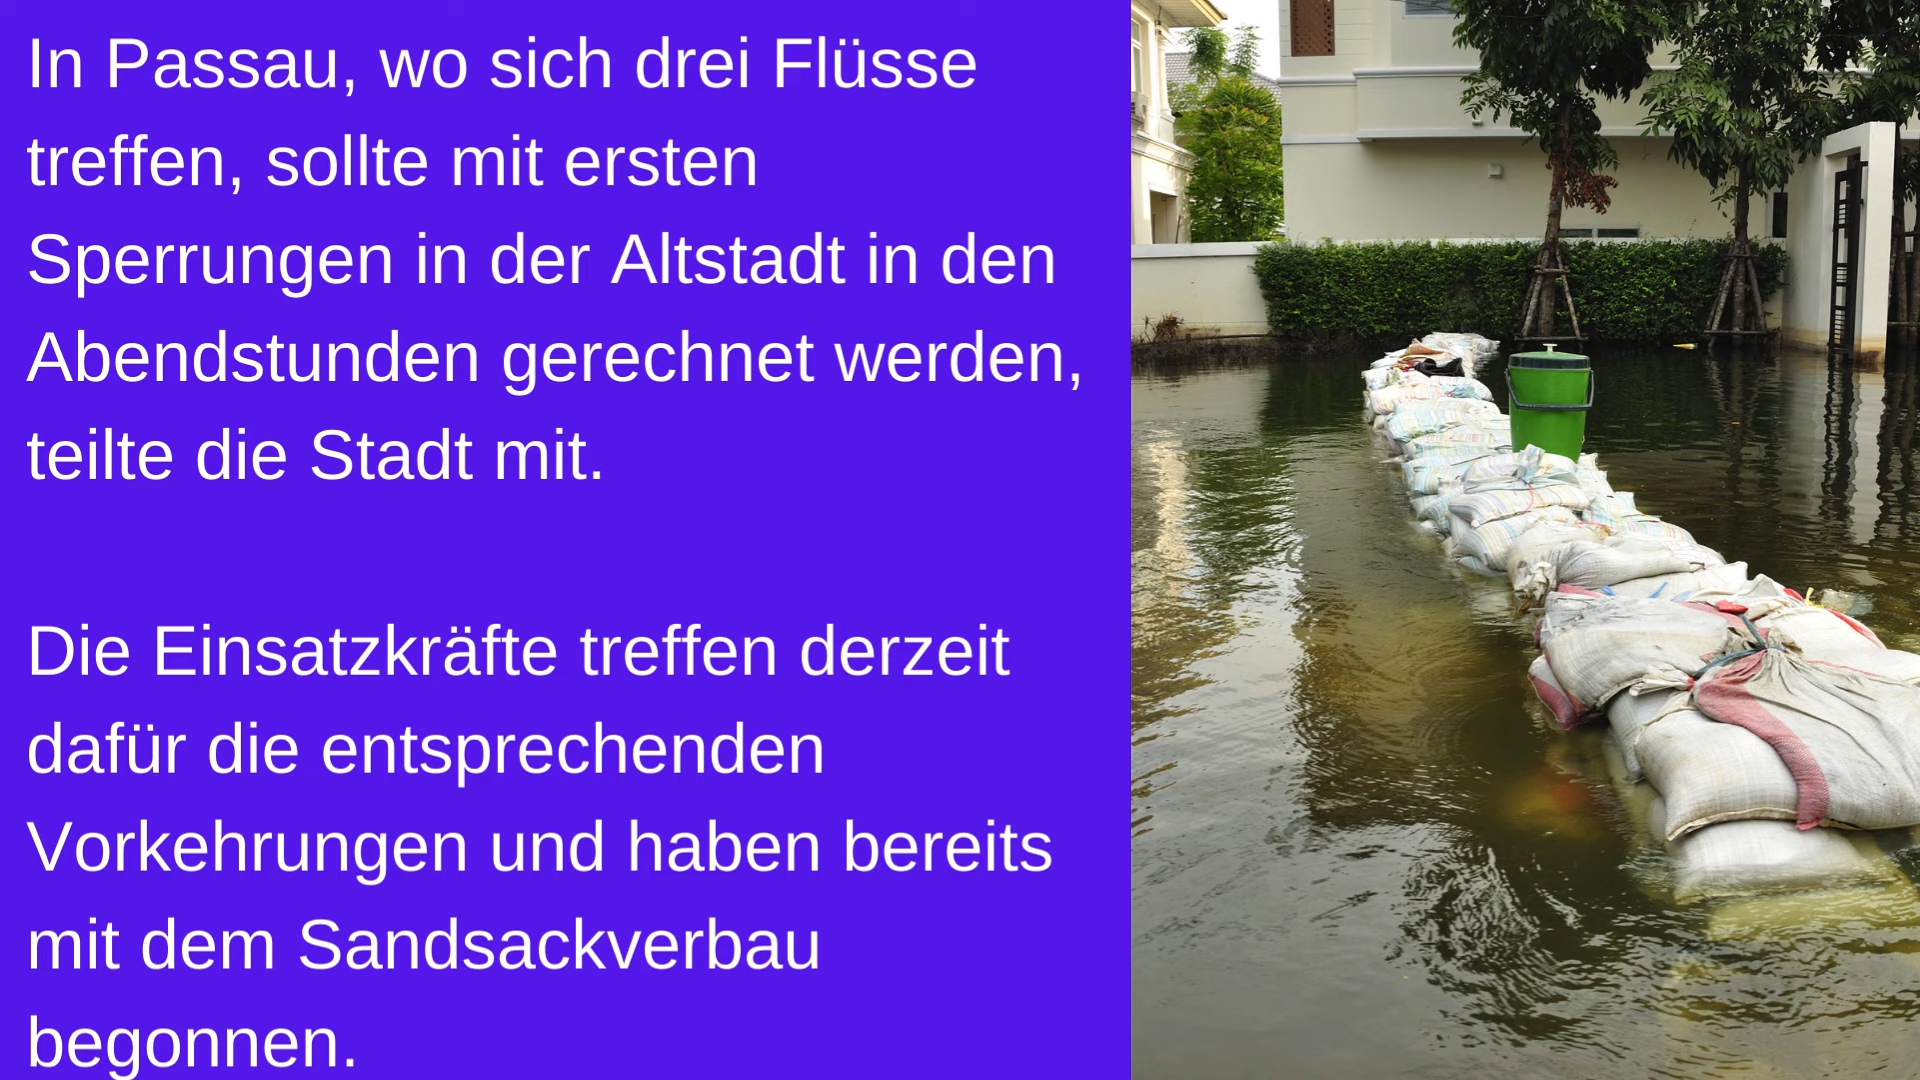 In Passau, wo sich drei Flüsse
treffen, sollte mit ersten
Sperrungen in der Altstadt in den
Abendstunden gerechnet werden,
teilte die Stadt mit.
Die Einsatzkräfte treffen derzeit
dafür die entsprechenden
Vorkehrungen und haben bereits
mit dem Sandsackverbau
begonnen.